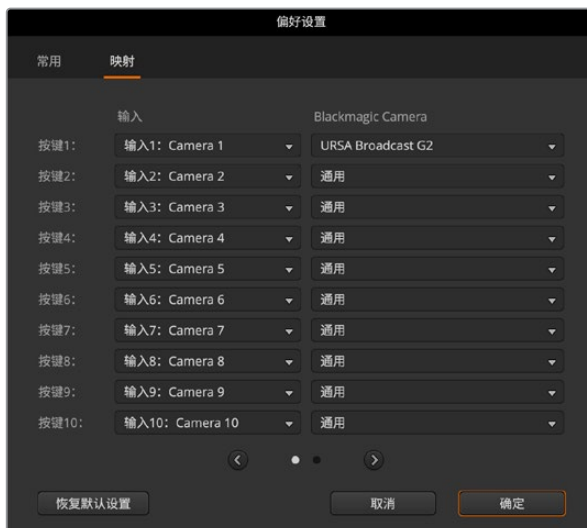 偏好设置
常用 映射
输入 Blackmagic Camera
按键1： 输入1：Camera 1 URSA Broadcast G2
按键2： 输入2：Camera 2 通用
按键3： 输入3：Camera 3 通用
按键4： 输入4：Camera 4 通用
按键5： 输入5：Camera 5 通用
按键6： 输入6：Camera 6 通用
按键7： 输入7：Camera 7 通用
按键8： 输入8：Camera 8 通用
按键9： 输入9：Camera 9 通用
按键10： 输入10：Camera 10 通用
恢复默认设置 取消 确定